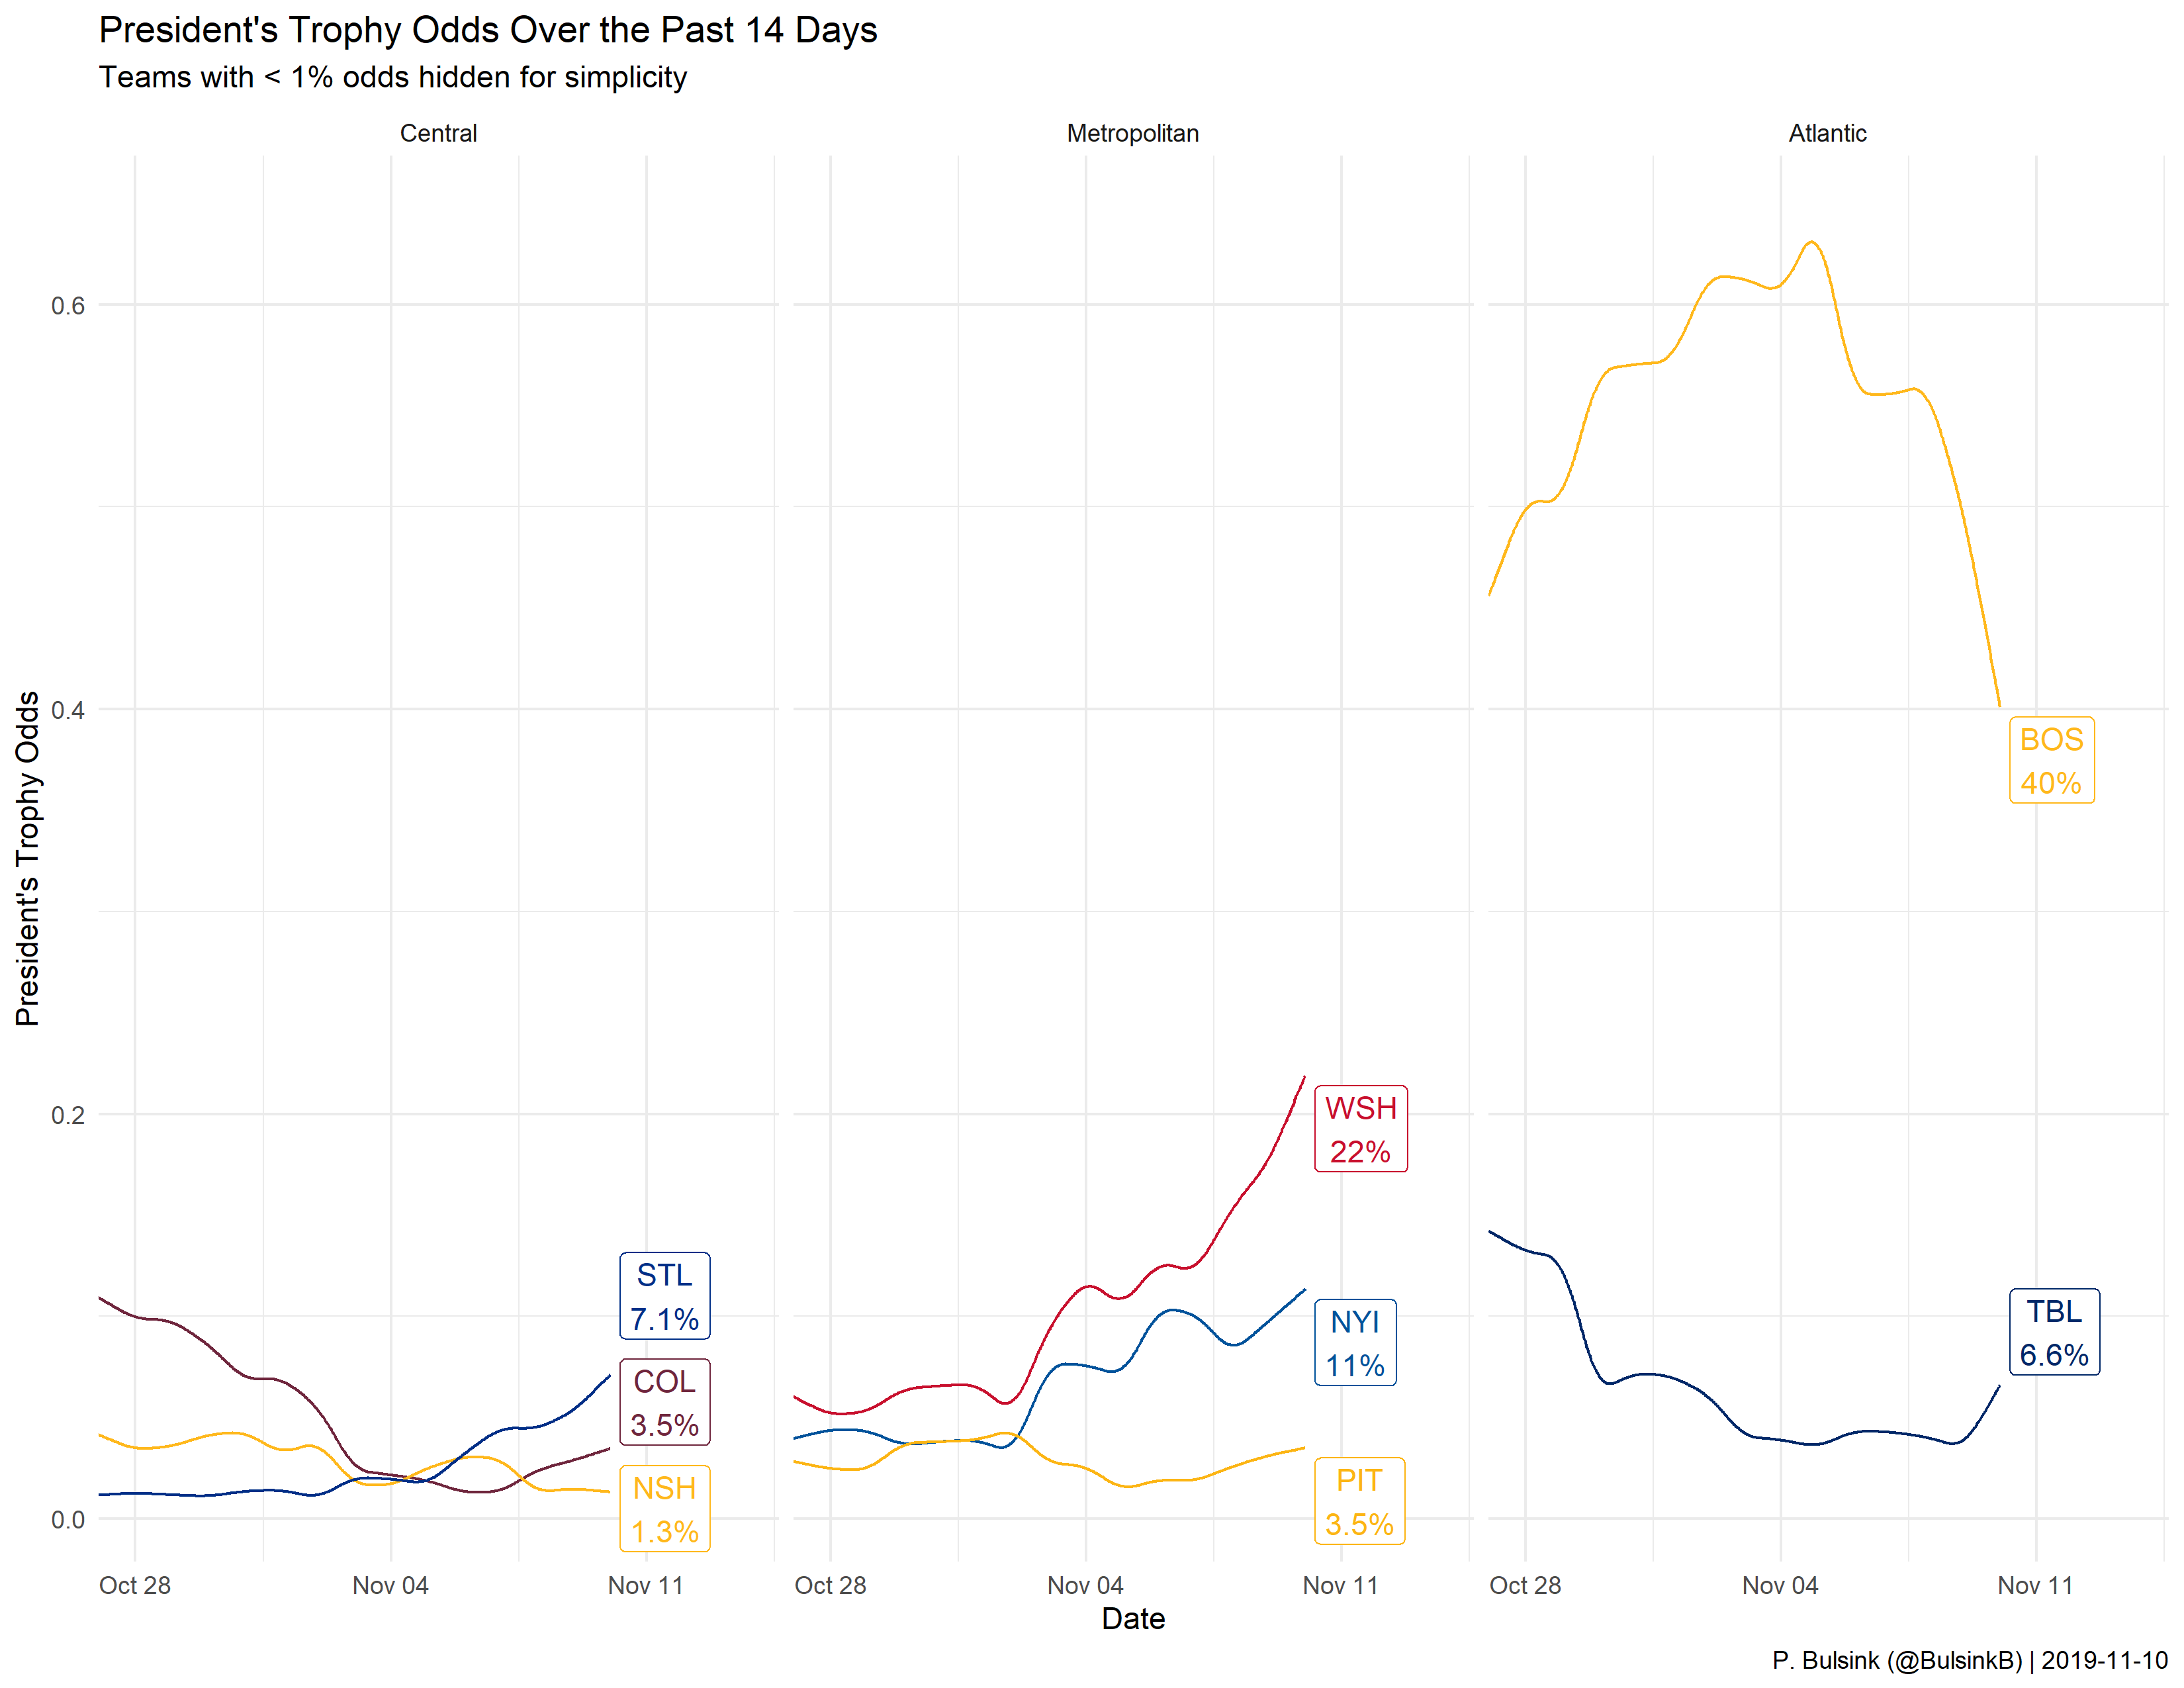 President's Trophy Odds Over the Past 14 Days
Teams with < 1% odds hidden for simplicity
Central
Metropolitan
Atlantic
President's Trophy Odds
0.6
0.4
0.2
0.0
STL
7.1%
COL
3.5%
NSH
1.3%
WSH
22%
NYI
11%
PIT
3.5%
BOS
40%
TBL
6.6%
Oct 28
Nov 04
Nov 11
Oct 28
Nov 04
Nov 11
Oct 28
Nov 04
Nov 11
Date
P. Bulsink (@BulsinkB) | 2019-11-10